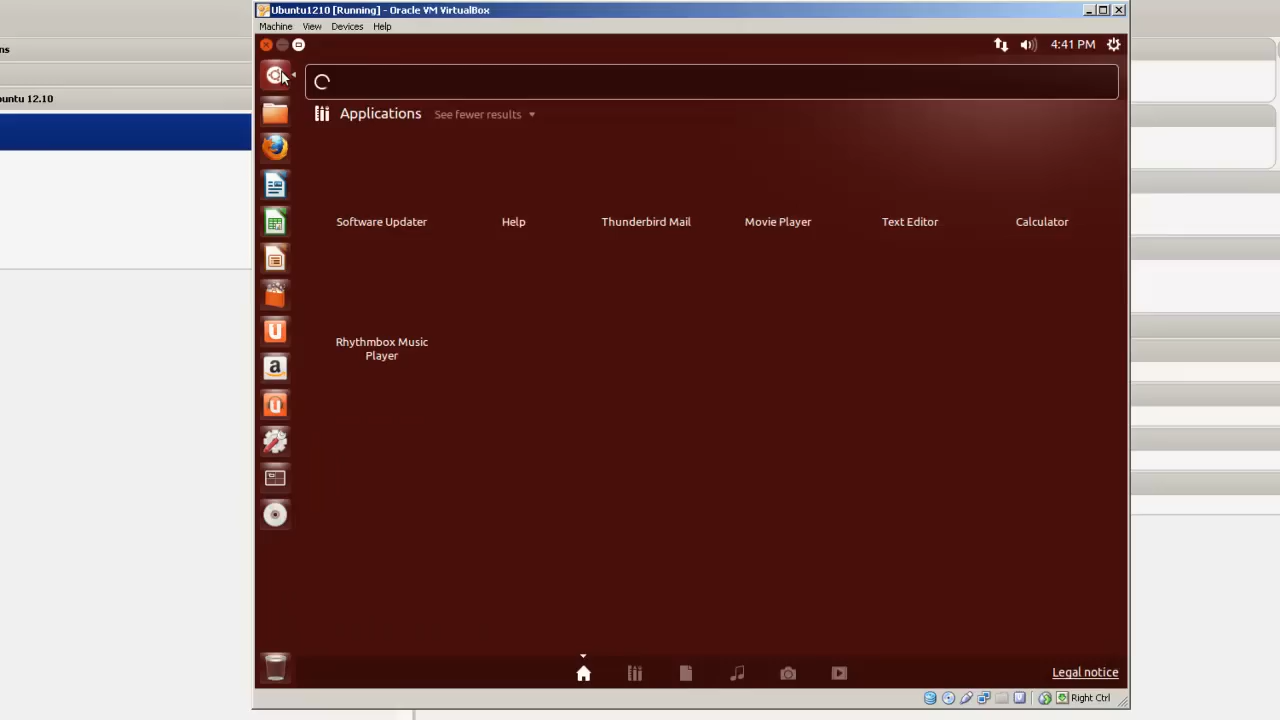 Ubuntu1210 [Running] - Oracle VM VirtualBox
Machine View Devices Help
ns
4:41 PM
untu 12.10
Applications See fewer results
Software Updater Help Thunderbird Mail Movie Player Text Editor Calculator
Rhythmbox Music
Player
Legal notice
Right Ctrl